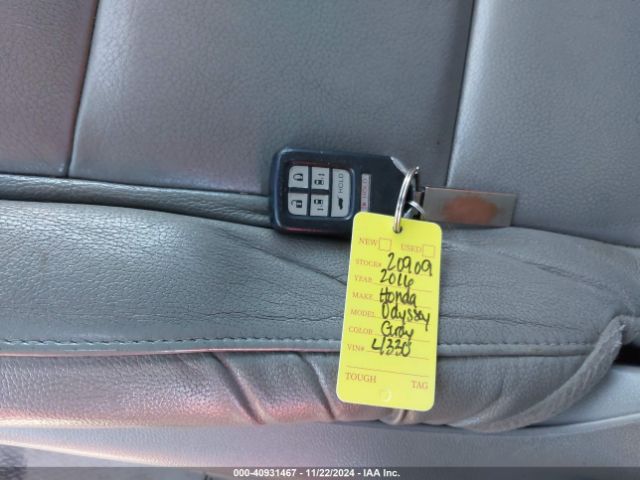 HOLD
NEW USED
STOCK# 20909
YEAR 2016
MAKE Honda
MODEL Odyssey
COLOR Gray
VIN# 4330
TOUGH TAG
000-40931467 - 11/22/2024 - IAA Inc.